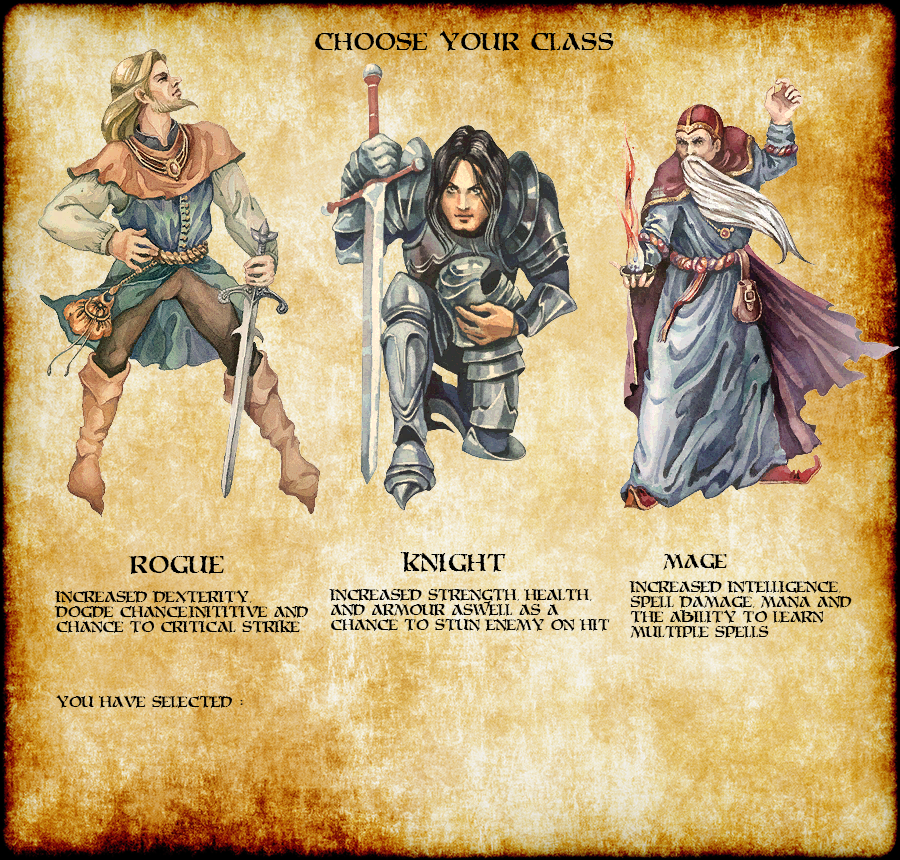 CHOOSE YOUR CLASS
ROGUE
INCREASED DEXTERITY,
DOGDE CHANCE.INITITIVE AND
CHANCE TO CRITICAL STRIKE
KNIGHT
INCREASED STRENGTH, HEALTH,
AND ARMOUR ASWELL AS A
CHANCE TO STUN ENEMY ON HIT
MAGE
INCREASED INTELLIGENCE,
SPELL DAMAGE, MANA AND
THE ABILITY TO LEARN
MULTIPLE SPELLS
YOU HAVE SELECTED :